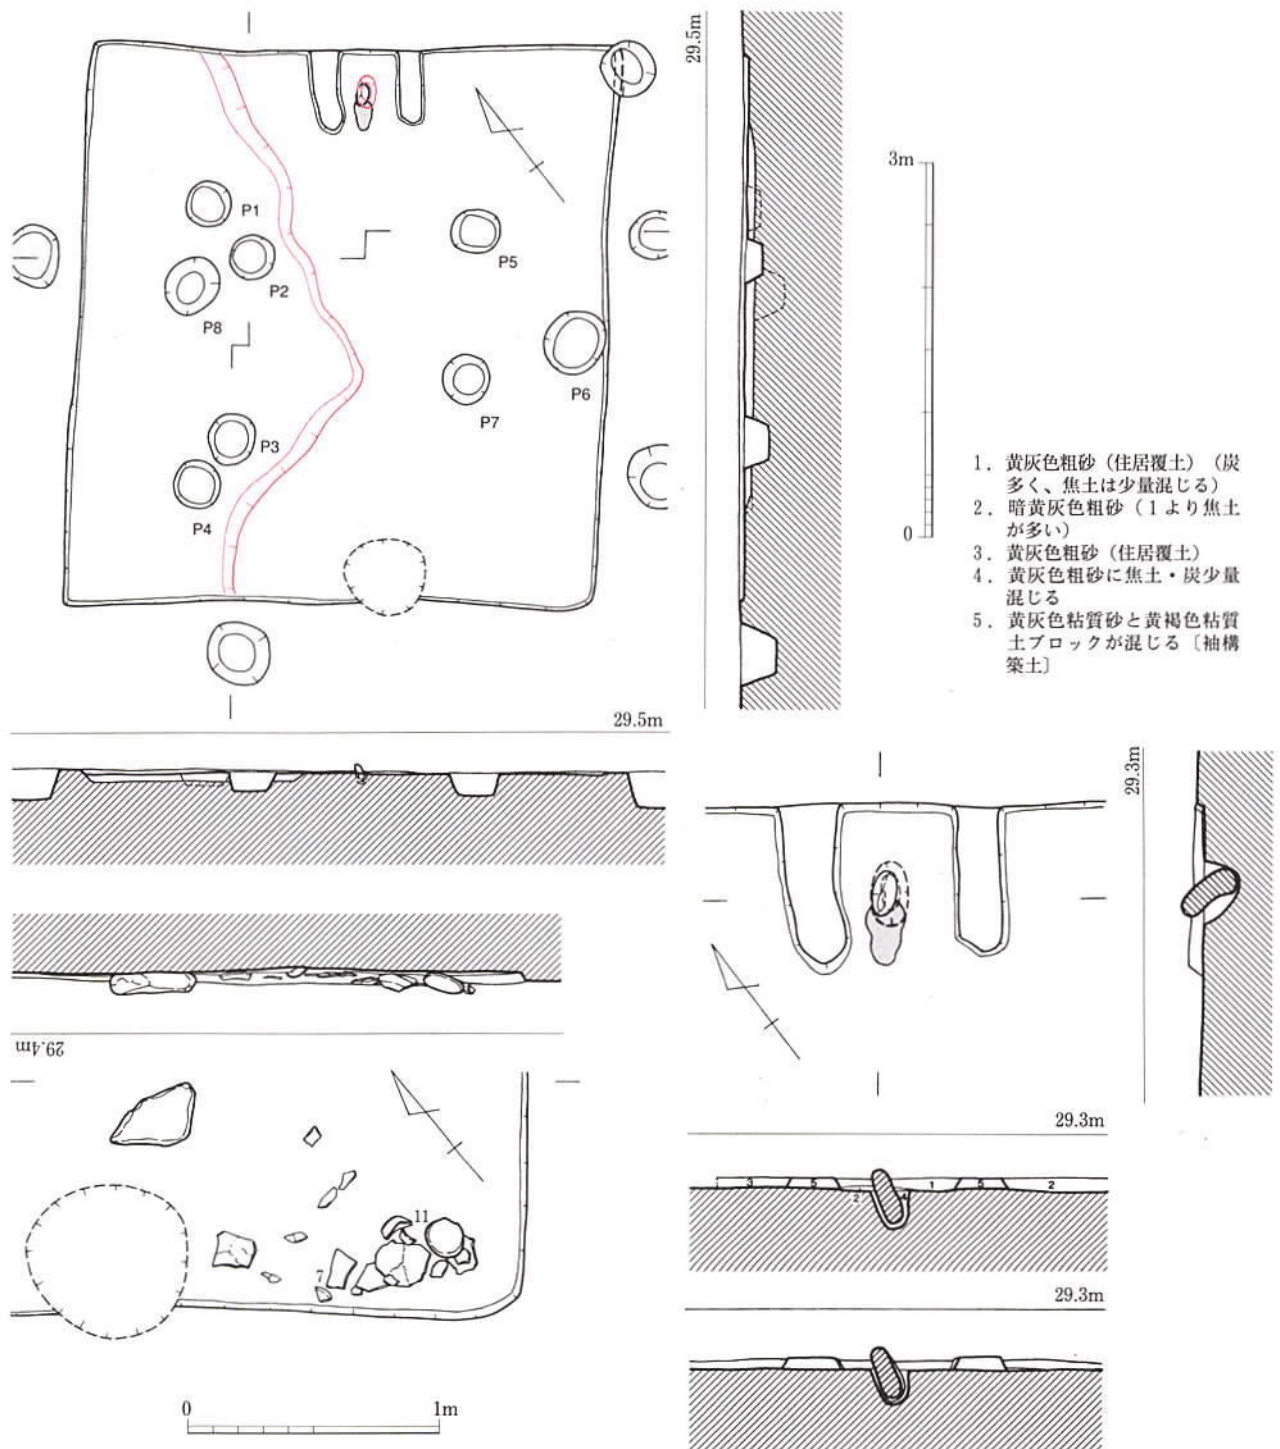 29.5m
3m
0
P1
P2
P8
P5
P6
P7
P3
P4
1．黄灰色粗砂（住居覆土）（炭
多く、焦土は少量混じる）
2．暗黄灰色粗砂（1より焦土
が多い）
3．黄灰色粗砂（住居覆土）
4．黄灰色粗砂に焦土・炭少量
混じる
5．黄灰色粘質砂と黄褐色粘質
土ブロックが混じる〔袖構
築土〕
29.5m
29.3m
29.4m
29.3m
3 5 2 4 1 5 2
11
7
29.3m
0 1m